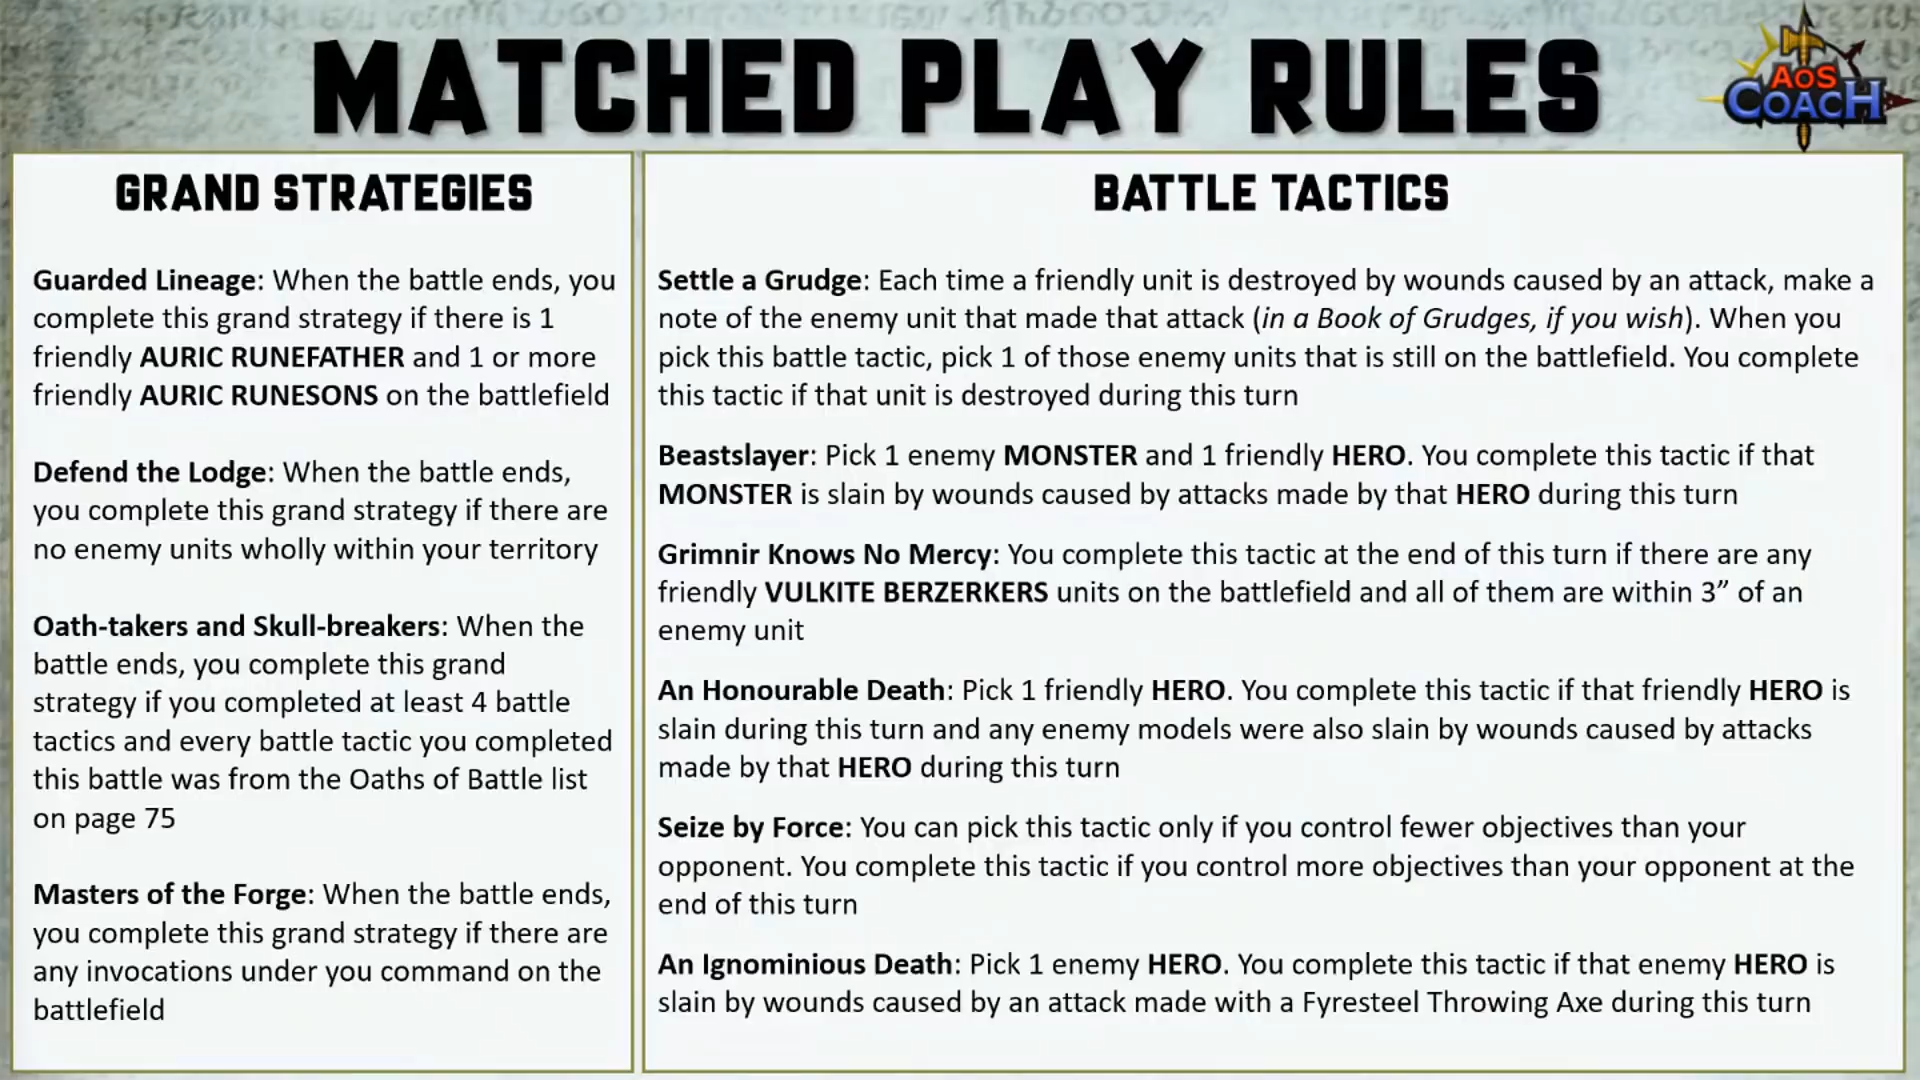 MATCHED PLAY RULES
AoS
COACH
GRAND STRATEGIES
Guarded Lineage: When the battle ends, you
complete this grand strategy if there is 1
friendly AURIC RUNEFATHER and 1 or more
friendly AURIC RUNESONS on the battlefield
Defend the Lodge: When the battle ends,
you complete this grand strategy if there are
no enemy units wholly within your territory
Oath-takers and Skull-breakers: When the
battle ends, you complete this grand
strategy if you completed at least 4 battle
tactics and every battle tactic you completed
this battle was from the Oaths of Battle list
on page 75
Masters of the Forge: When the battle ends,
you complete this grand strategy if there are
any invocations under you command on the
battlefield
BATTLE TACTICS
Settle a Grudge: Each time a friendly unit is destroyed by wounds caused by an attack, make a
note of the enemy unit that made that attack (in a Book of Grudges, if you wish). When you
pick this battle tactic, pick 1 of those enemy units that is still on the battlefield. You complete
this tactic if that unit is destroyed during this turn
Beastslayer: Pick 1 enemy MONSTER and 1 friendly HERO. You complete this tactic if that
MONSTER is slain by wounds caused by attacks made by that HERO during this turn
Grimnir Knows No Mercy: You complete this tactic at the end of this turn if there are any
friendly VULKITE BERZERKERS units on the battlefield and all of them are within 3” of an
enemy unit
An Honourable Death: Pick 1 friendly HERO. You complete this tactic if that friendly HERO is
slain during this turn and any enemy models were also slain by wounds caused by attacks
made by that HERO during this turn
Seize by Force: You can pick this tactic only if you control fewer objectives than your
opponent. You complete this tactic if you control more objectives than your opponent at the
end of this turn
An Ignominious Death: Pick 1 enemy HERO. You complete this tactic if that enemy HERO is
slain by wounds caused by an attack made with a Fyresteel Throwing Axe during this turn